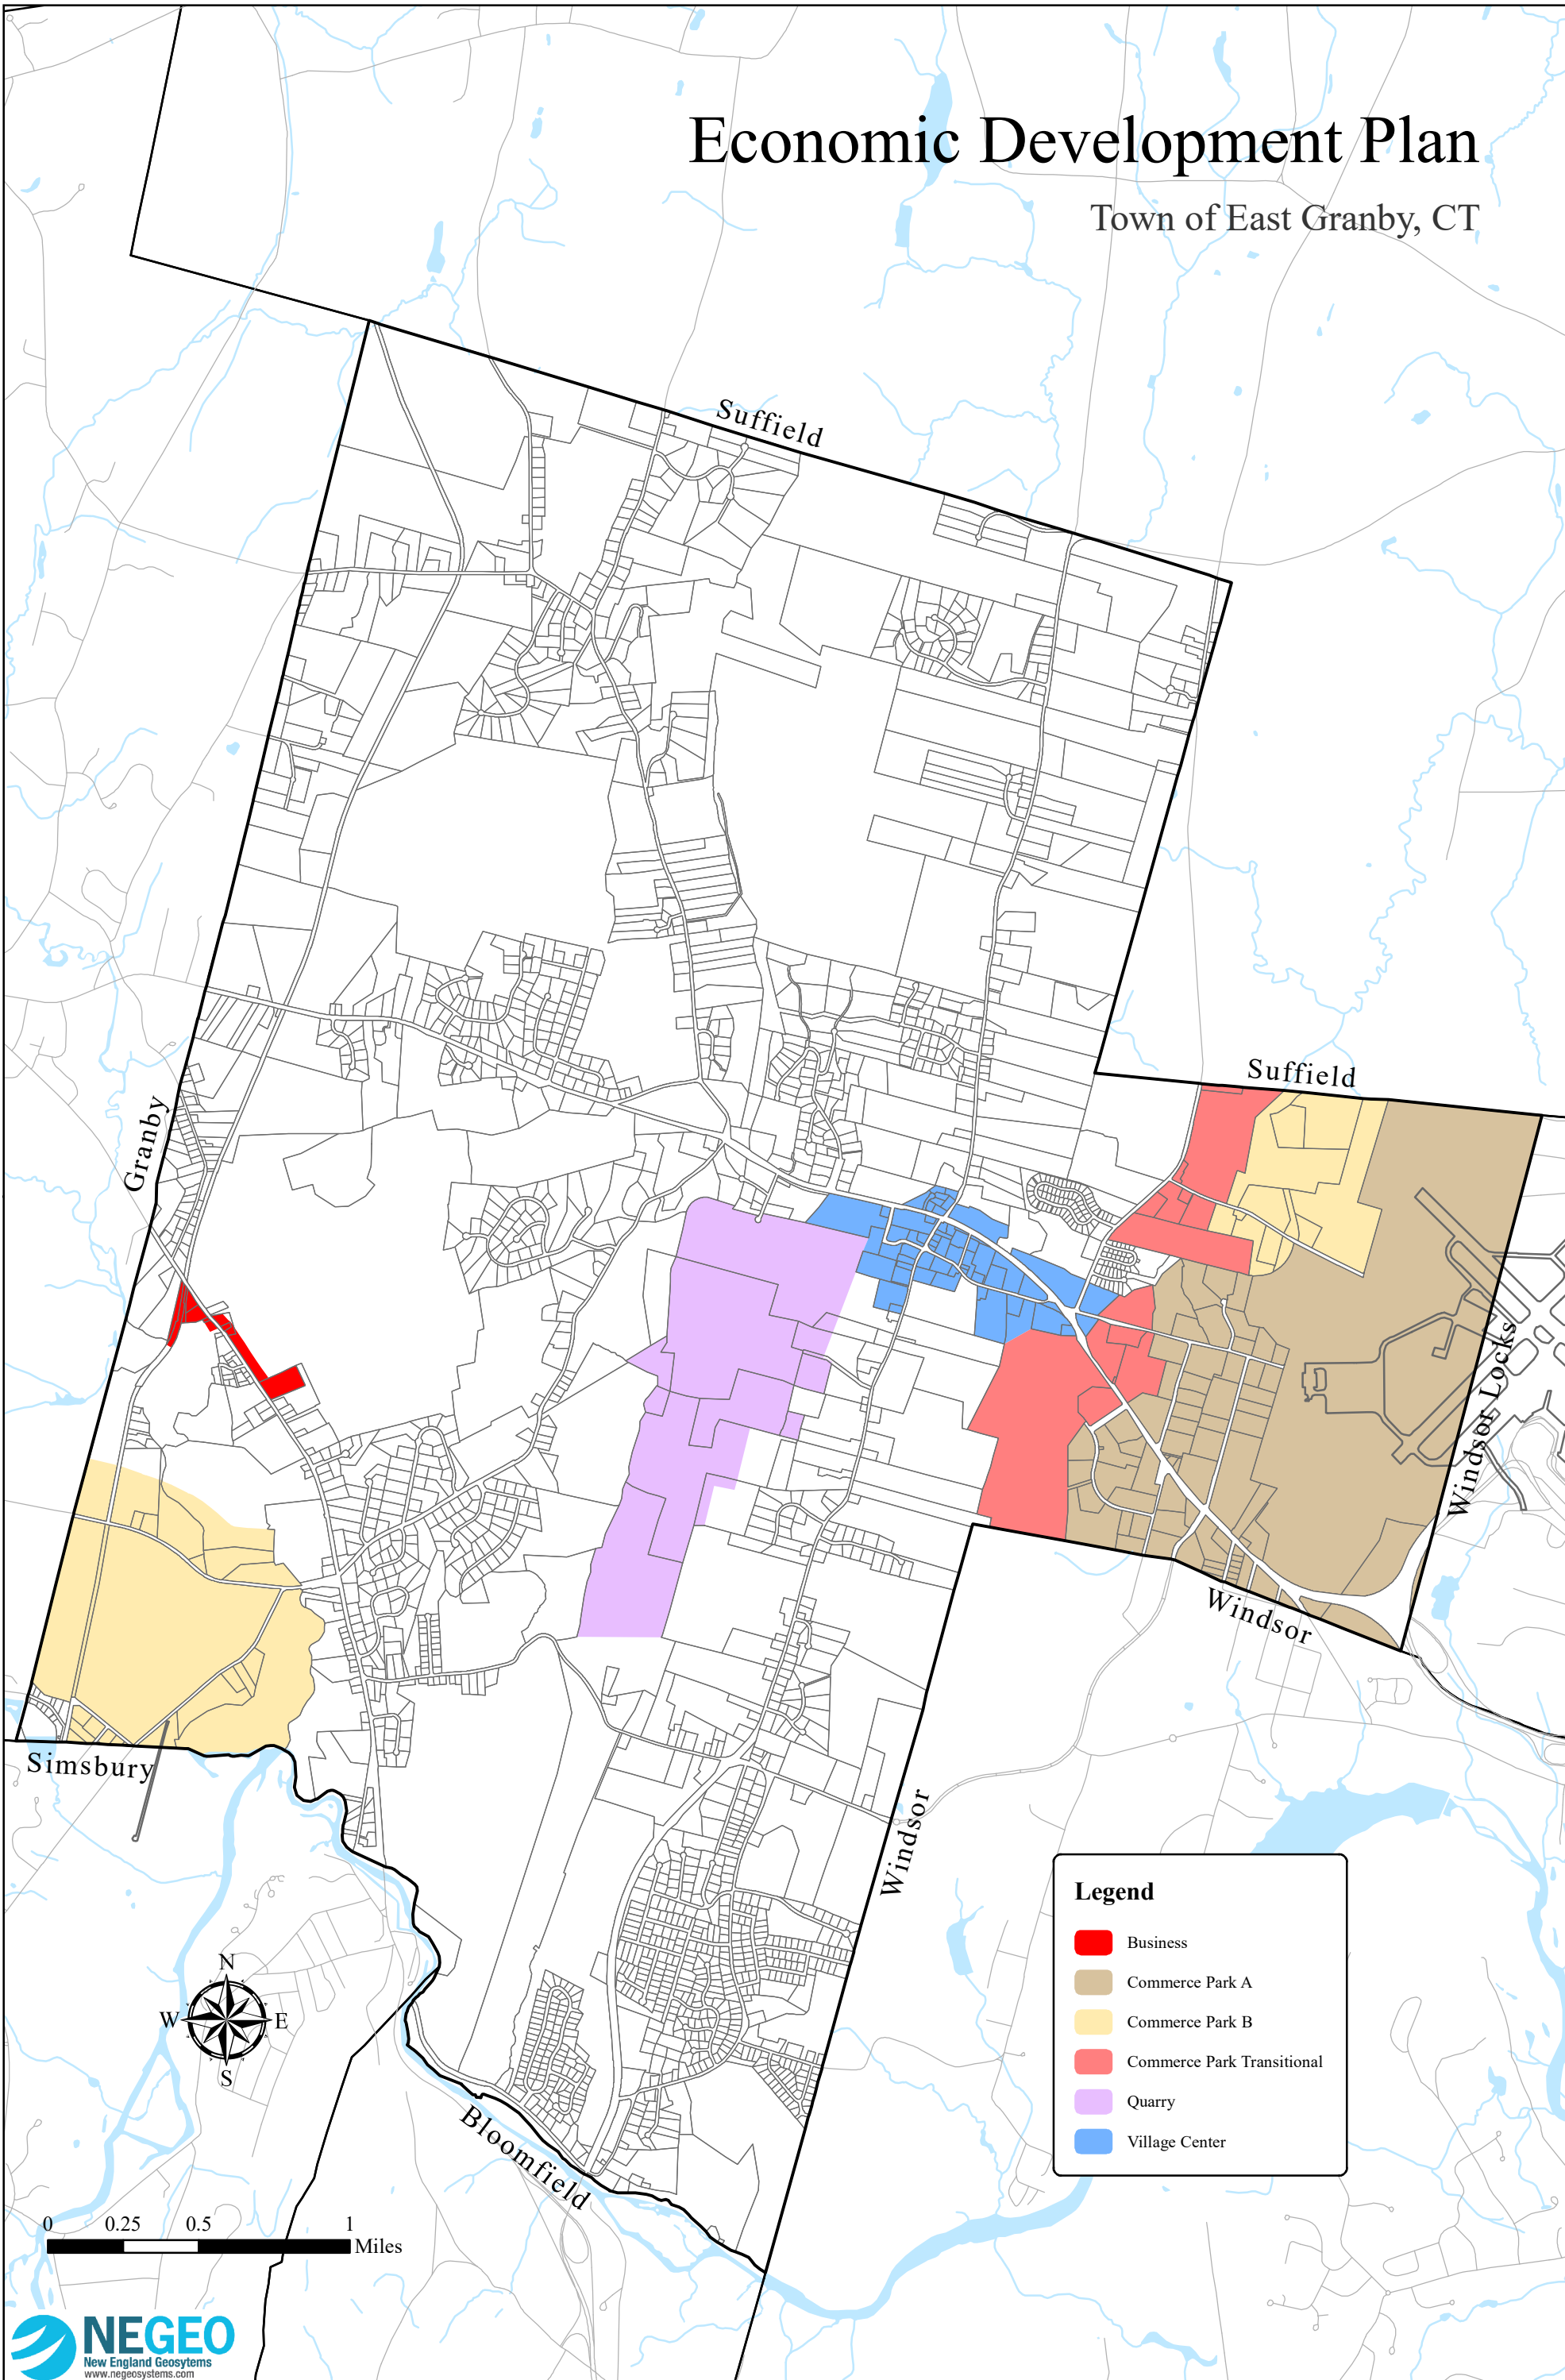 Economic Development Plan
Town of East Granby, CT
Suffield
Suffield
Granby
Windsor Locks
Windsor
Simsbury
Windsor
Bloomfield
Legend
Business
Commerce Park A
Commerce Park B
Commerce Park Transitional
Quarry
Village Center
N
W E
S
0 0.25 0.5 1
Miles
NEGEO
New England Geosystems
www.negeosystems.com